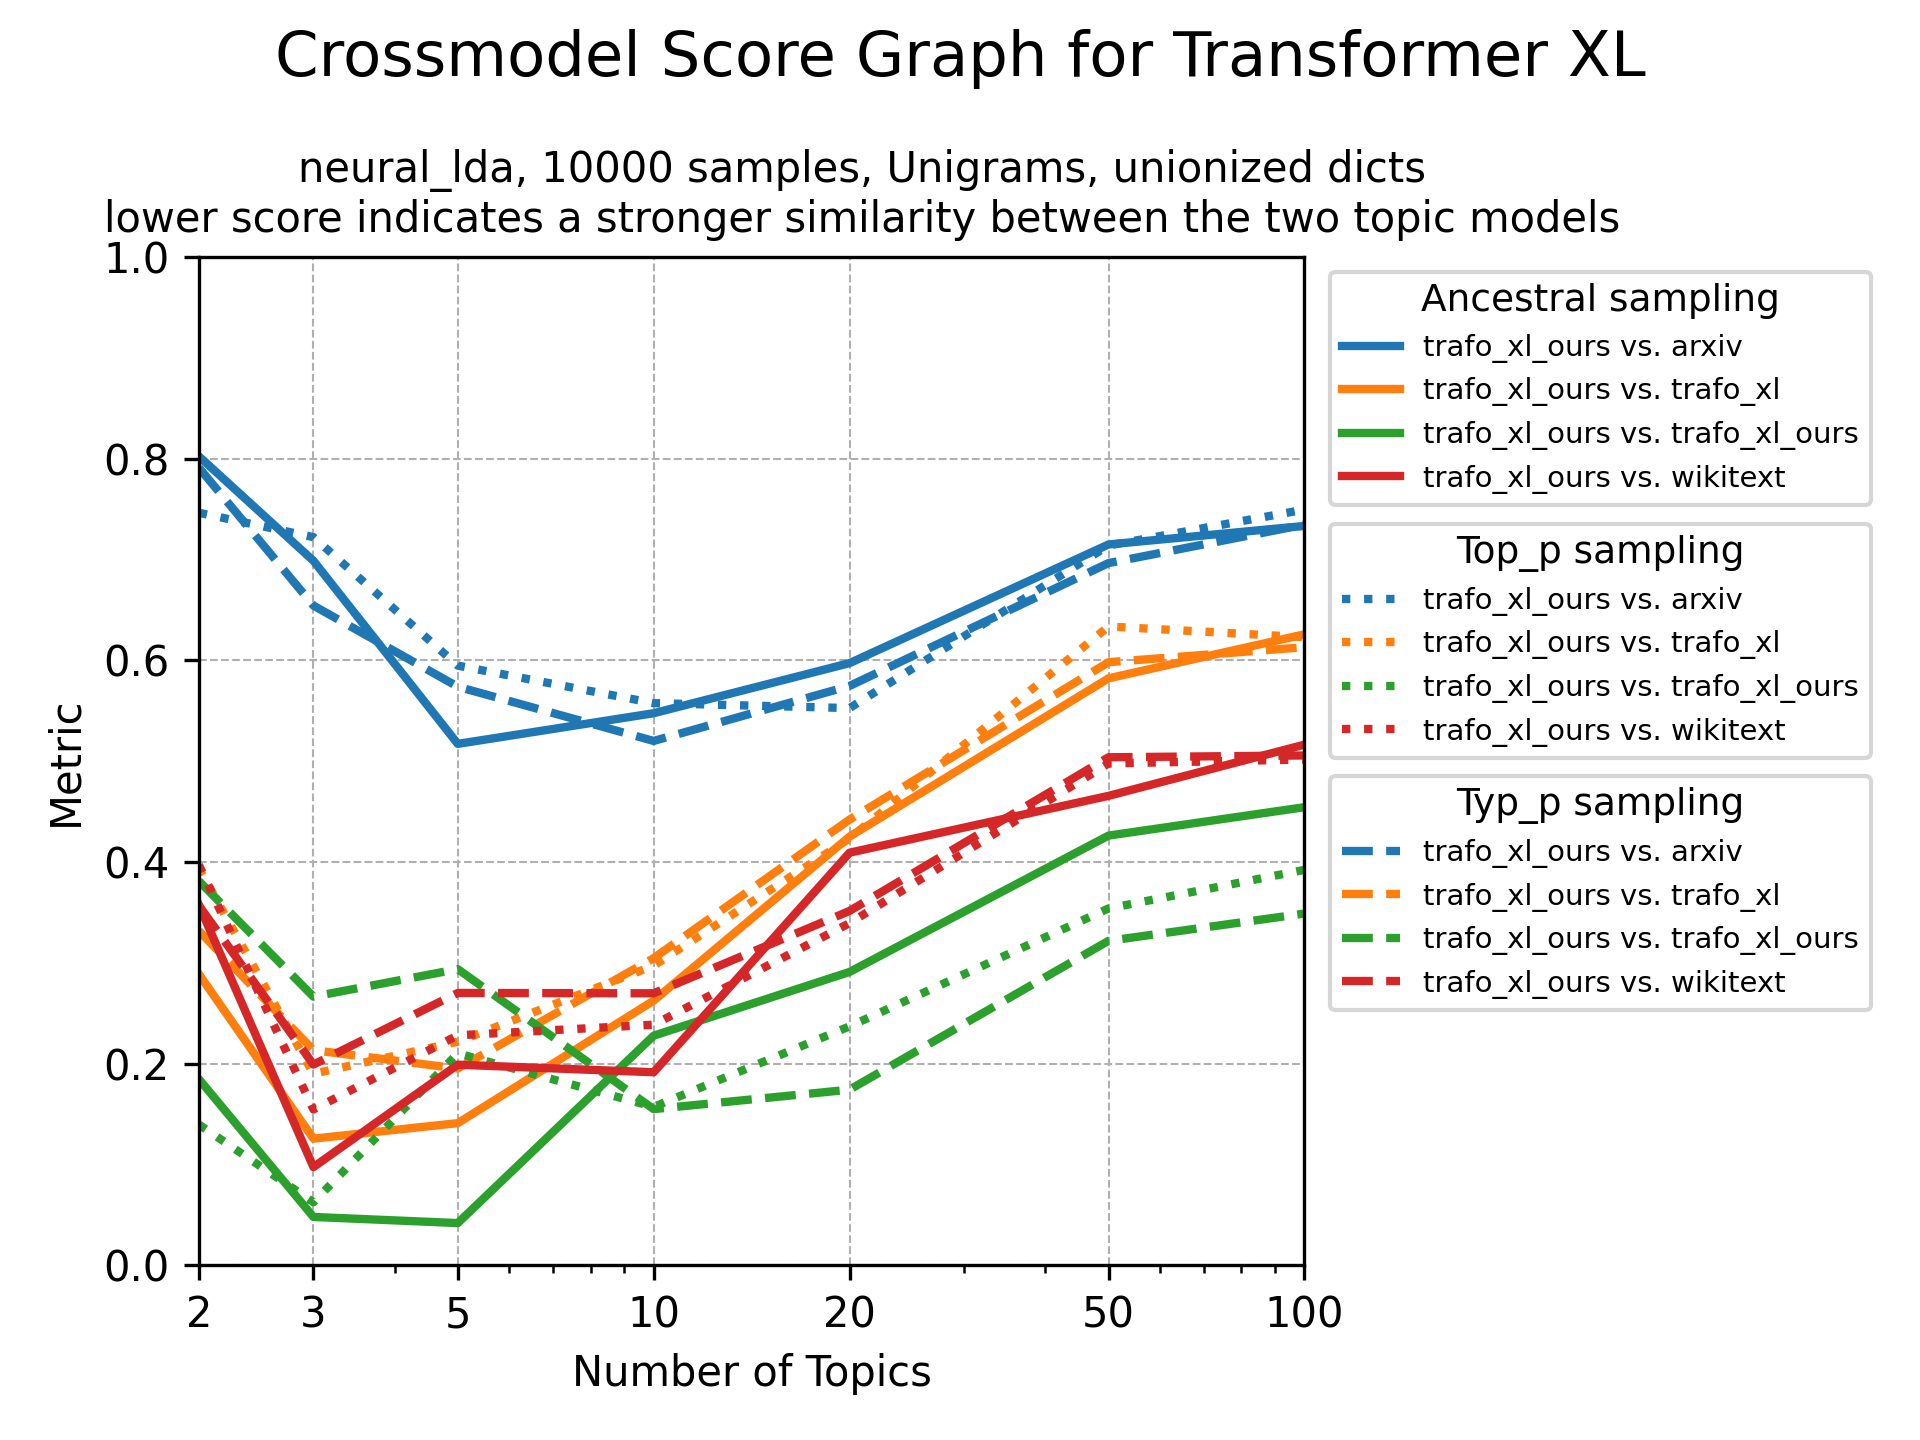 Crossmodel Score Graph for Transformer XL
neural_lda, 10000 samples, Unigrams, unionized dicts
lower score indicates a stronger similarity between the two topic models
1.0
0.8
0.6
0.4
0.2
0.0
Metric
2 3 5 10 20 50 100
Number of Topics
Ancestral sampling
trafo_xl_ours vs. arxiv
trafo_xl_ours vs. trafo_xl
trafo_xl_ours vs. trafo_xl_ours
trafo_xl_ours vs. wikitext
Top_p sampling
trafo_xl_ours vs. arxiv
trafo_xl_ours vs. trafo_xl
trafo_xl_ours vs. trafo_xl_ours
trafo_xl_ours vs. wikitext
Typ_p sampling
trafo_xl_ours vs. arxiv
trafo_xl_ours vs. trafo_xl
trafo_xl_ours vs. trafo_xl_ours
trafo_xl_ours vs. wikitext